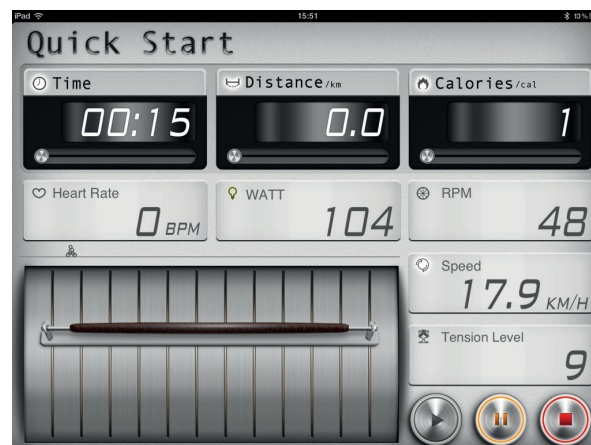 iPad 15:51 13%
Quick Start
Time Distance/km Calories/cal
00:15 0.0 1
Heart Rate WATT RPM
0 BPM 104 48
Speed
17.9 KM/H
Tension Level
9